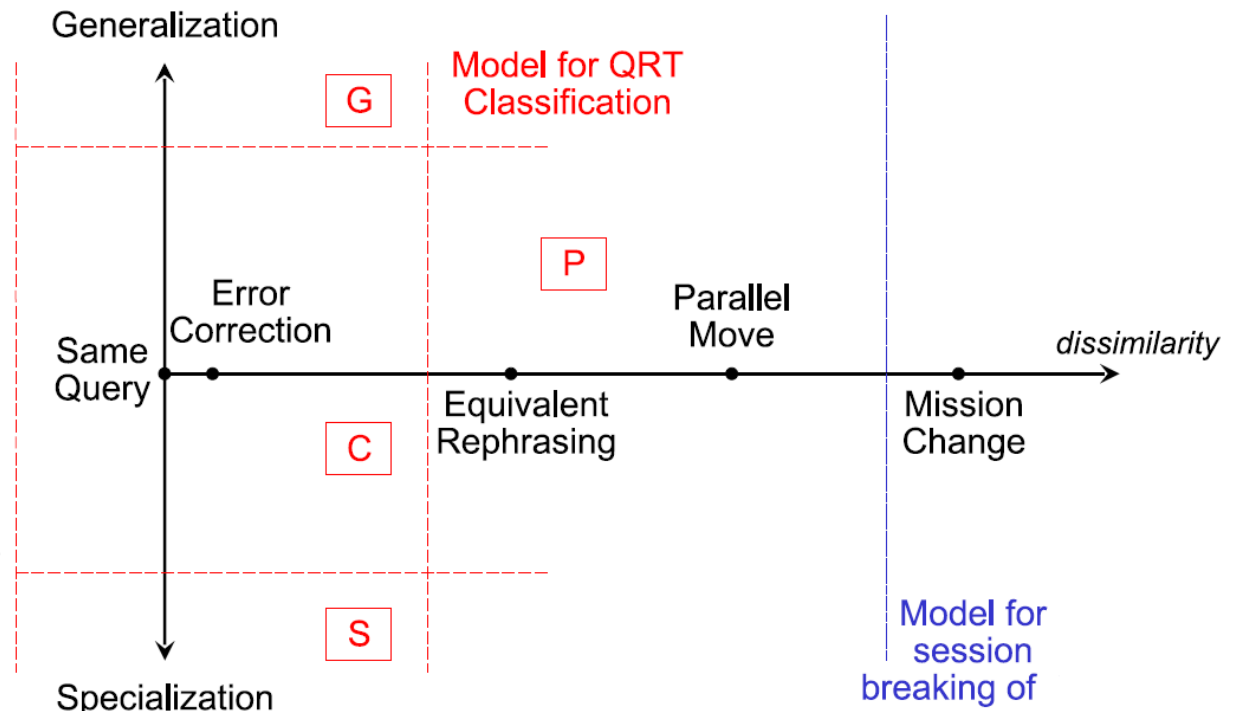 Generalization
Model for QRT
Classification
G
P
Error
Correction
Parallel
Move
dissimilarity
Same
Query
Equivalent
Rephrasing
Mission
Change
C
S
Model for
session
breaking of
Specialization